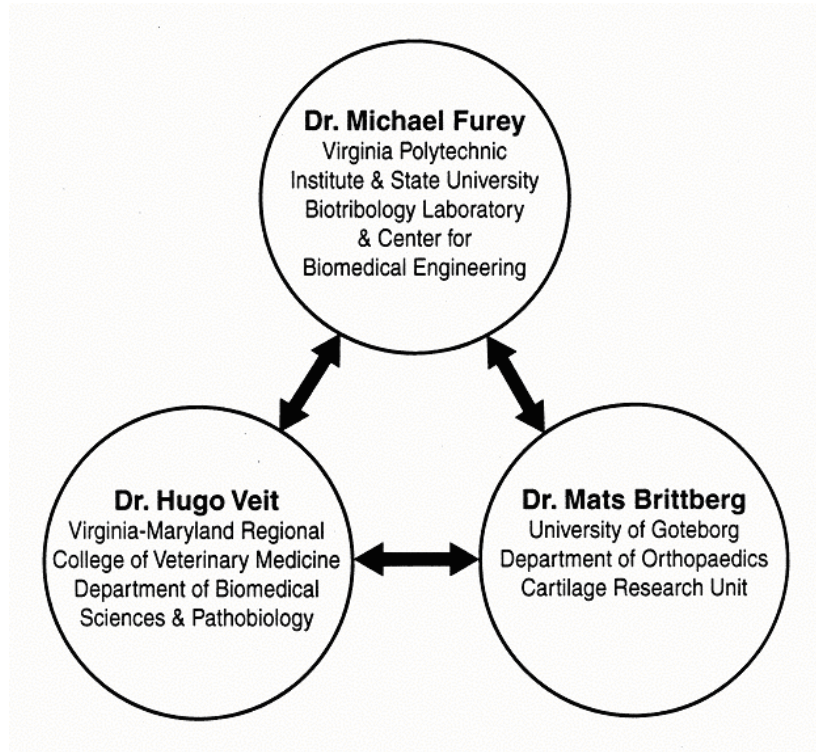 Dr. Michael Furey
Virginia Polytechnic
Institute & State University
Biotribology Laboratory
& Center for
Biomedical Engineering
Dr. Hugo Veit
Virginia-Maryland Regional
College of Veterinary Medicine
Department of Biomedical
Sciences & Pathobiology
Dr. Mats Brittberg
University of Goteborg
Department of Orthopaedics
Cartilage Research Unit